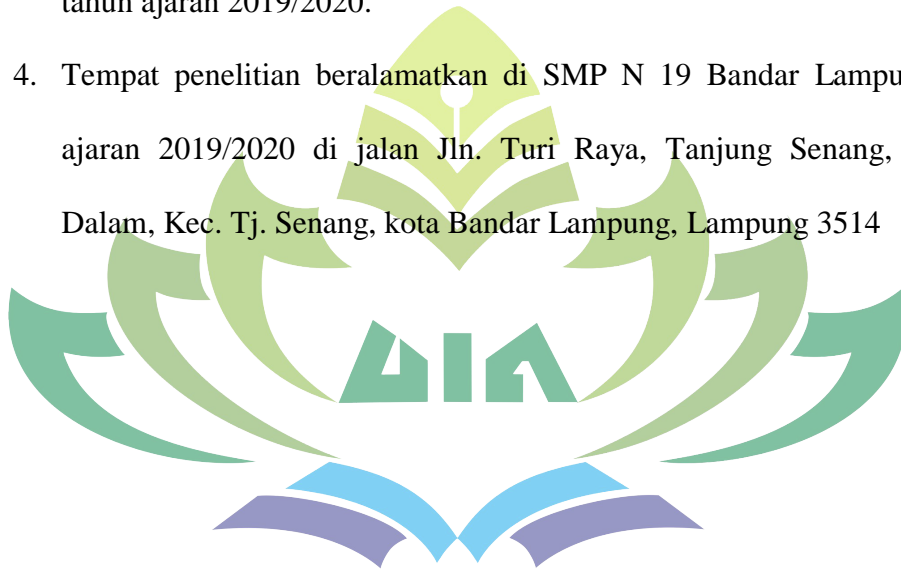 tahun ajaran 2019/2020.
4. Tempat penelitian beralamatkan di SMP N 19 Bandar
ajaran 2019/2020 di jalan Jln. Turi Raya, Tanjung Senang,
Dalam, Kec. Tj. Senang, kota Bandar Lampung, Lampung 3514
UIN